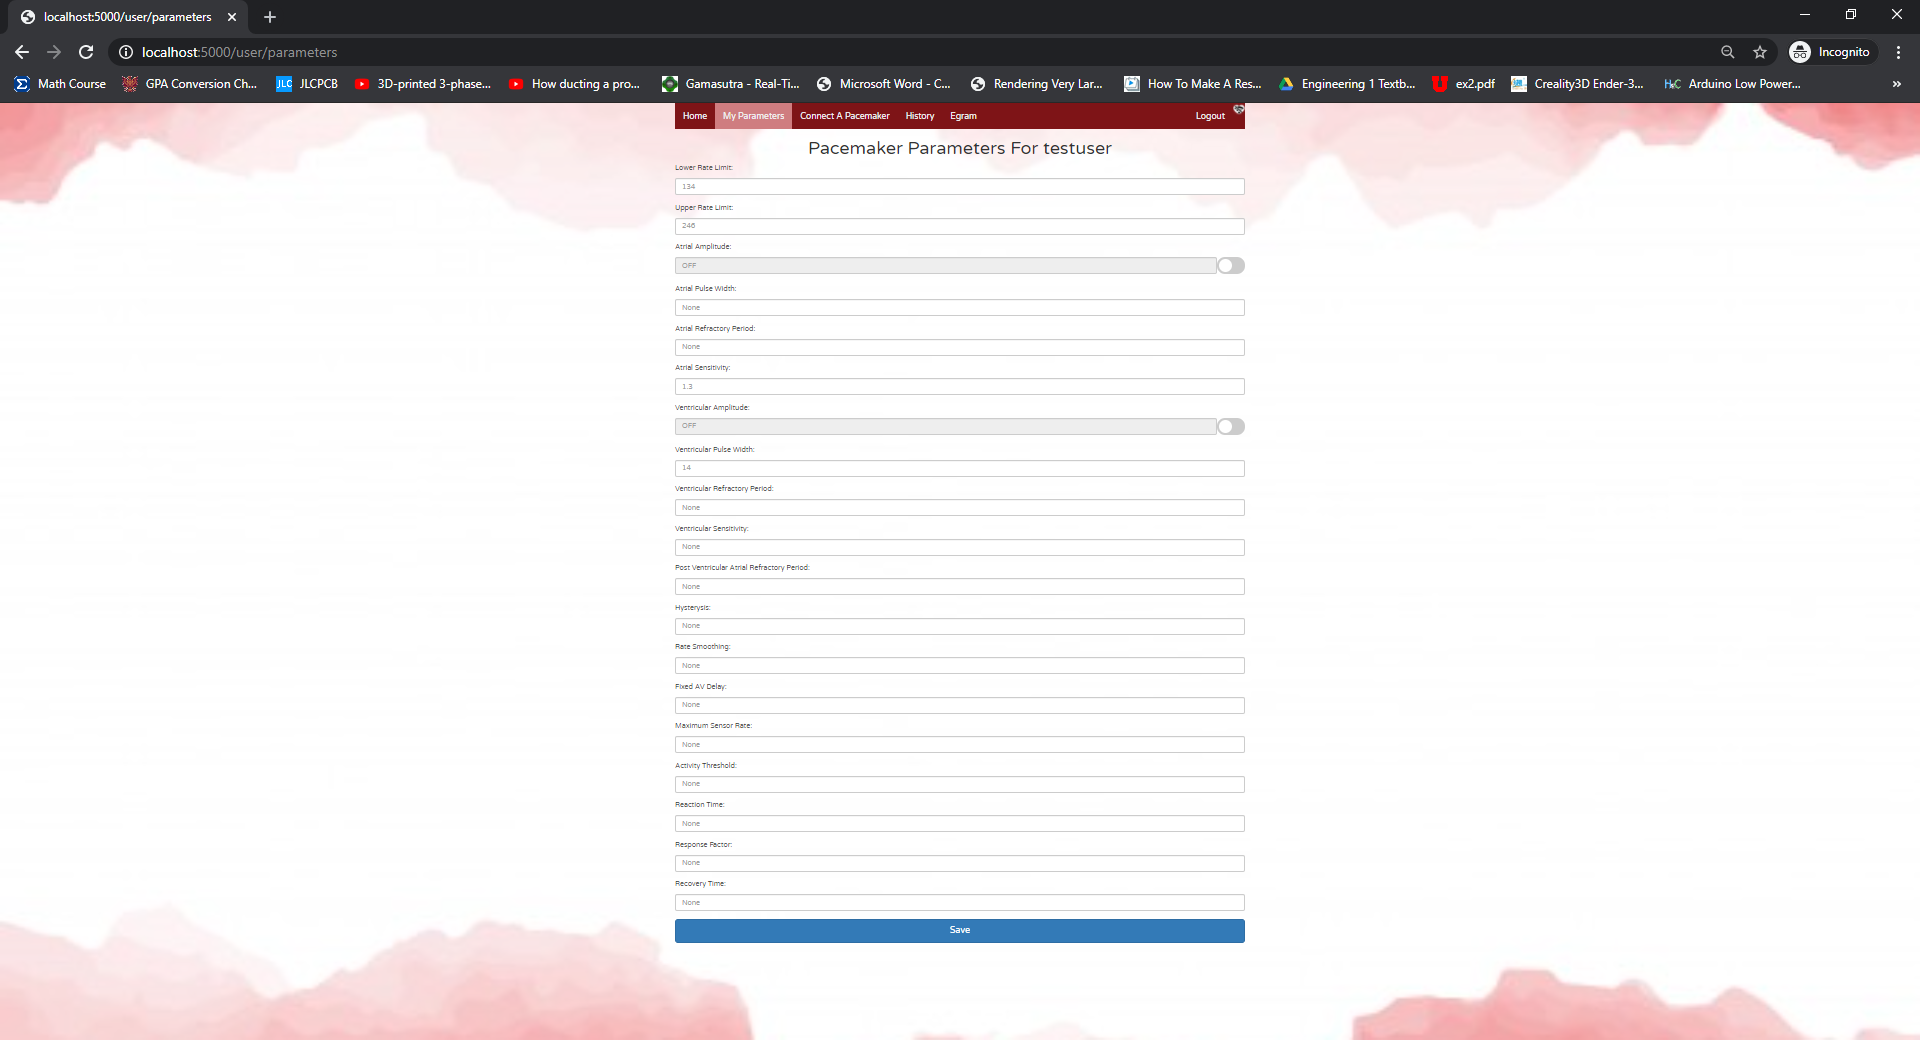 localhost:5000/user/parameters
localhost:5000/user/parameters
Incognito
Math Course
GPA Conversion Ch...
JLC JLCPCB
3D-printed 3-phase...
How ducting a pro...
Gamasutra - Real-Ti...
Microsoft Word - C...
Rendering Very Lar...
How To Make A Res...
Engineering 1 Textb...
ex2.pdf
Creality3D Ender-3...
Arduino Low Power...
Home My Parameters Connect A Pacemaker History Egram Logout
Pacemaker Parameters For testuser
Lower Rate Limit:
134
Upper Rate Limit:
246
Atrial Amplitude:
OFF
Atrial Pulse Width:
None
Atrial Refractory Period:
None
Atrial Sensitivity:
1.3
Ventricular Amplitude:
OFF
Ventricular Pulse Width:
14
Ventricular Refractory Period:
None
Ventricular Sensitivity:
None
Post Ventricular Atrial Refractory Period:
None
Hysterysis:
None
Rate Smoothing:
None
Fixed AV Delay:
None
Maximum Sensor Rate:
None
Activity Threshold:
None
Reaction Time:
None
Response Factor:
None
Recovery Time:
None
Save